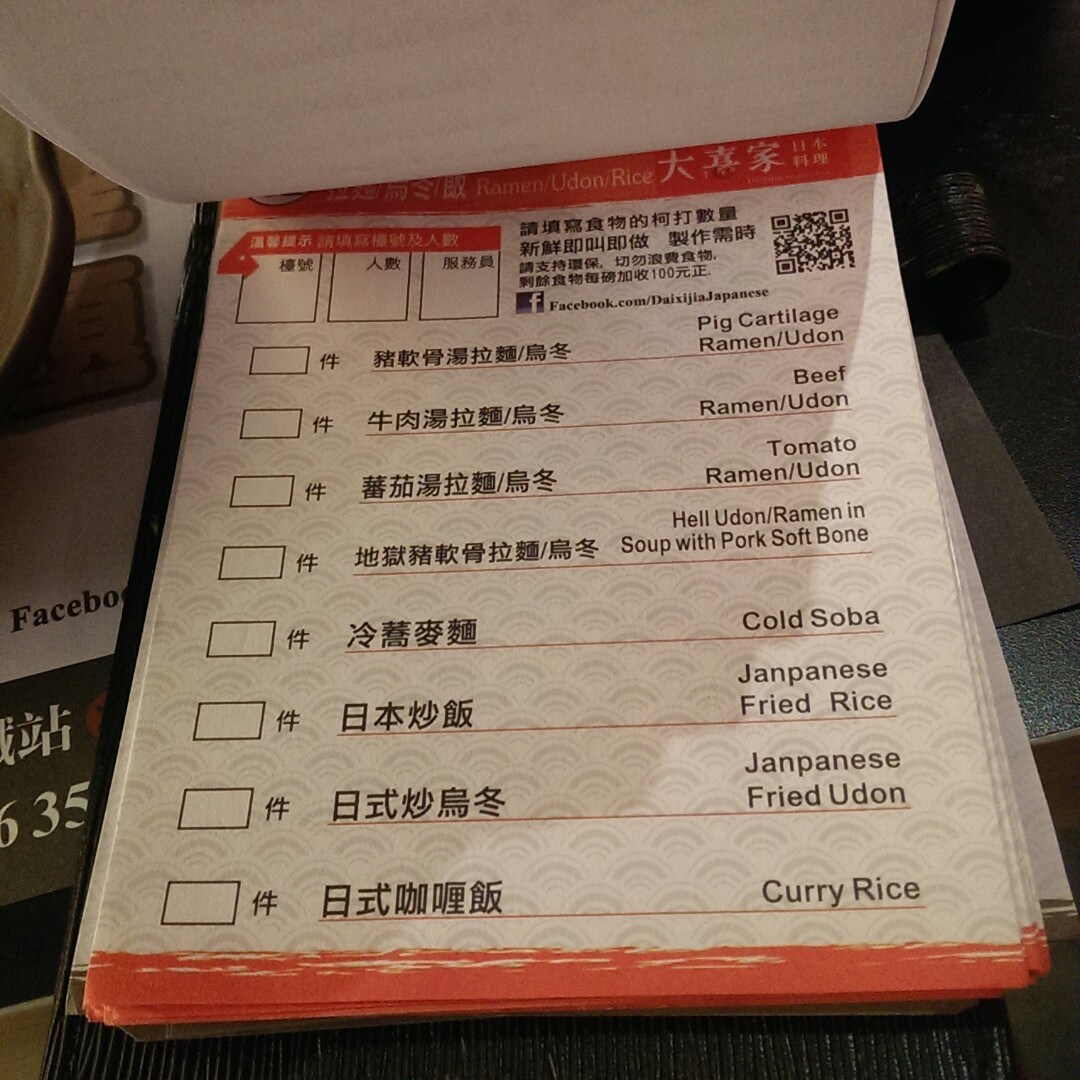 拉麵/烏冬/飯 Ramen/Udon/Rice 大喜家 日本料理
溫馨提示 請填寫檯號及人數
檯號 人數 服務員
請填寫食物的柯打數量
新鮮即叫即做 製作需時
請支持環保, 切勿浪費食物,
剩餘食物每磅加收100元正.
f Facebook.com/DaixijiaJapanese
件 豬軟骨湯拉麵/烏冬 Pig Cartilage
Ramen/Udon
件 牛肉湯拉麵/烏冬 Beef
Ramen/Udon
件 蕃茄湯拉麵/烏冬 Tomato
Ramen/Udon
件 地獄豬軟骨拉麵/烏冬 Hell Udon/Ramen in
Soup with Pork Soft Bone
件 冷蕎麥麵 Cold Soba
件 日本炒飯 Janpanese
Fried Rice
件 日式炒烏冬 Janpanese
Fried Udon
件 日式咖喱飯 Curry Rice
Faceboo
站
6 35